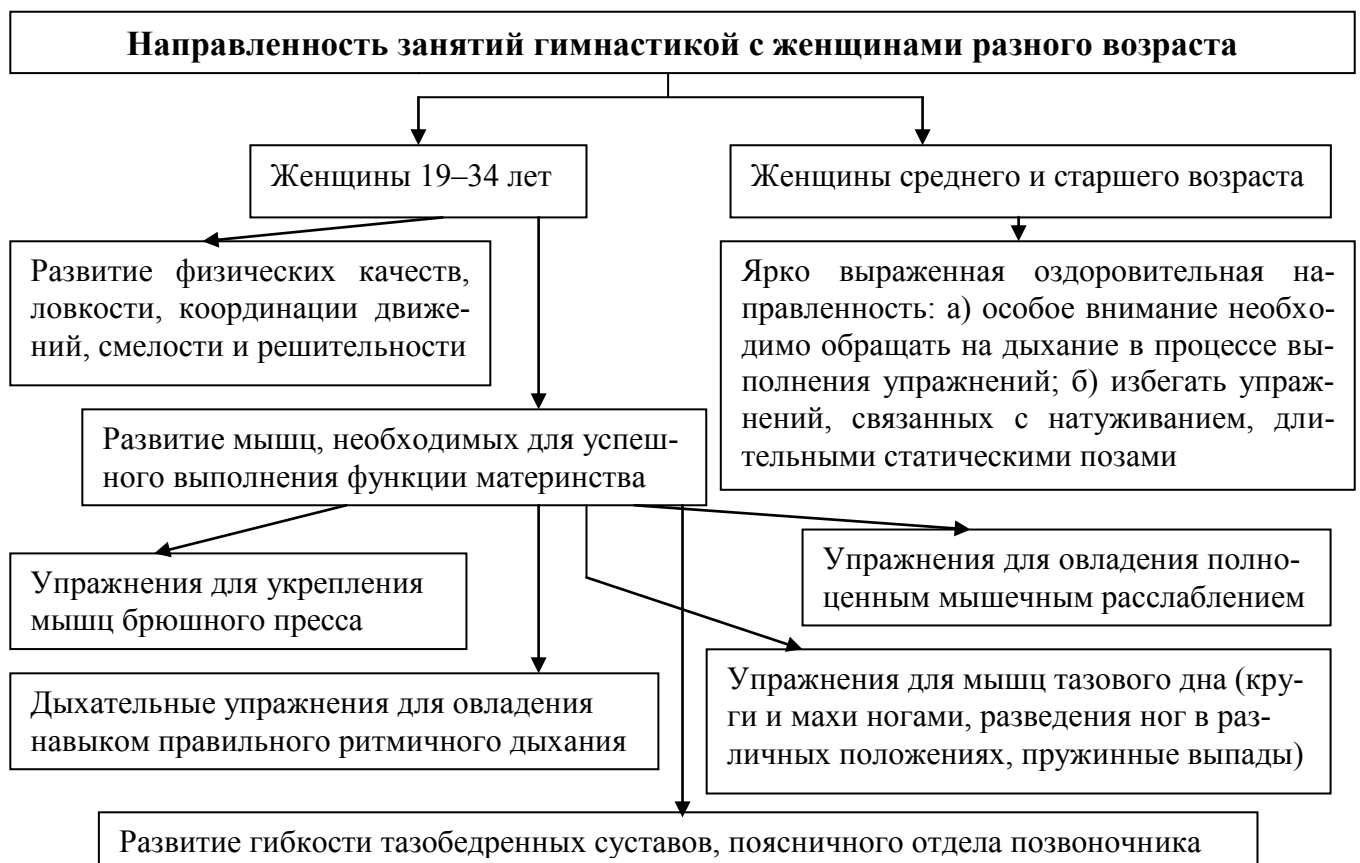 Направленность занятий гимнастикой с женщинами разного возраста
Женщины 19–34 лет
Женщины среднего и старшего возраста
Развитие физических качеств,
ловкости, координации движе-
ний, смелости и решительности
Ярко выраженная оздоровительная на-
правленность: а) особое внимание необхо-
димо обращать на дыхание в процессе вы-
полнения упражнений; б) избегать упраж-
нений, связанных с натуживанием, дли-
тельными статическими позами
Развитие мышц, необходимых для успеш-
ного выполнения функции материнства
Упражнения для укрепления
мышц брюшного пресса
Упражнения для овладения полно-
ценным мышечным расслаблением
Дыхательные упражнения для овладения
навыком правильного ритмичного дыхания
Упражнения для мышц тазового дна (кру-
ги и махи ногами, разведения ног в раз-
личных положениях, пружинные выпады)
Развитие гибкости тазобедренных суставов, поясничного отдела позвоночника